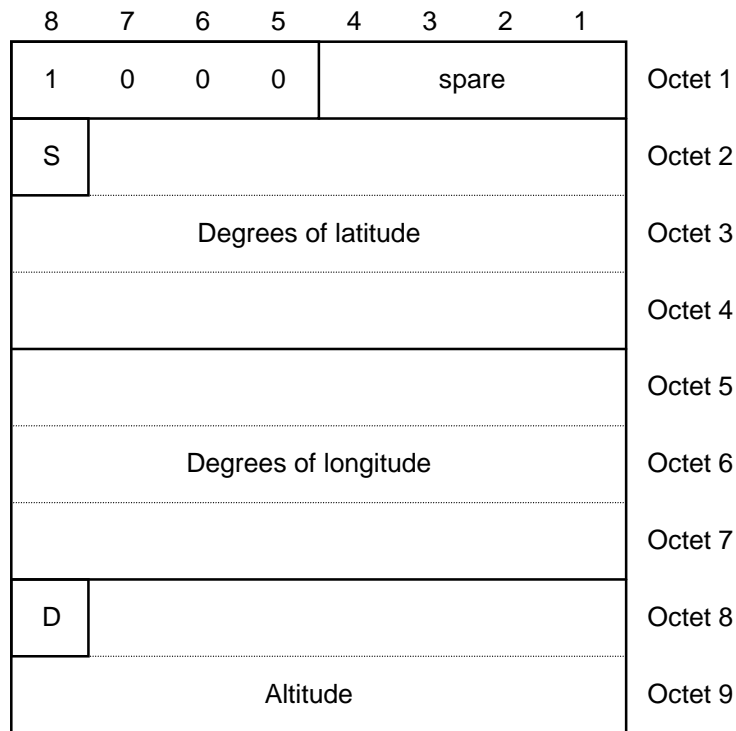 8 7 6 5 4 3 2 1
1 0 0 0 spare Octet 1
S Octet 2
Degrees of latitude Octet 3
Octet 4
Octet 5
Degrees of longitude Octet 6
Octet 7
D Octet 8
Altitude Octet 9